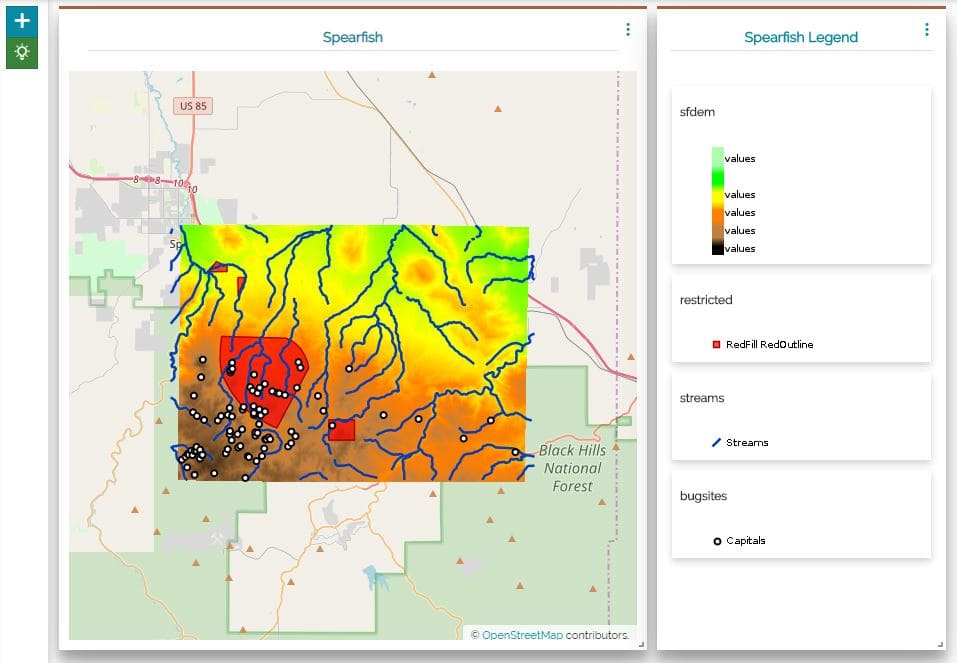 Spearfish
US 85
8
8
10
10
Sp
Black Hills
National
Forest
© OpenStreetMap contributors.
Spearfish Legend
sfdem
values
values
values
values
values
restricted
RedFill RedOutline
streams
Streams
bugsites
Capitals